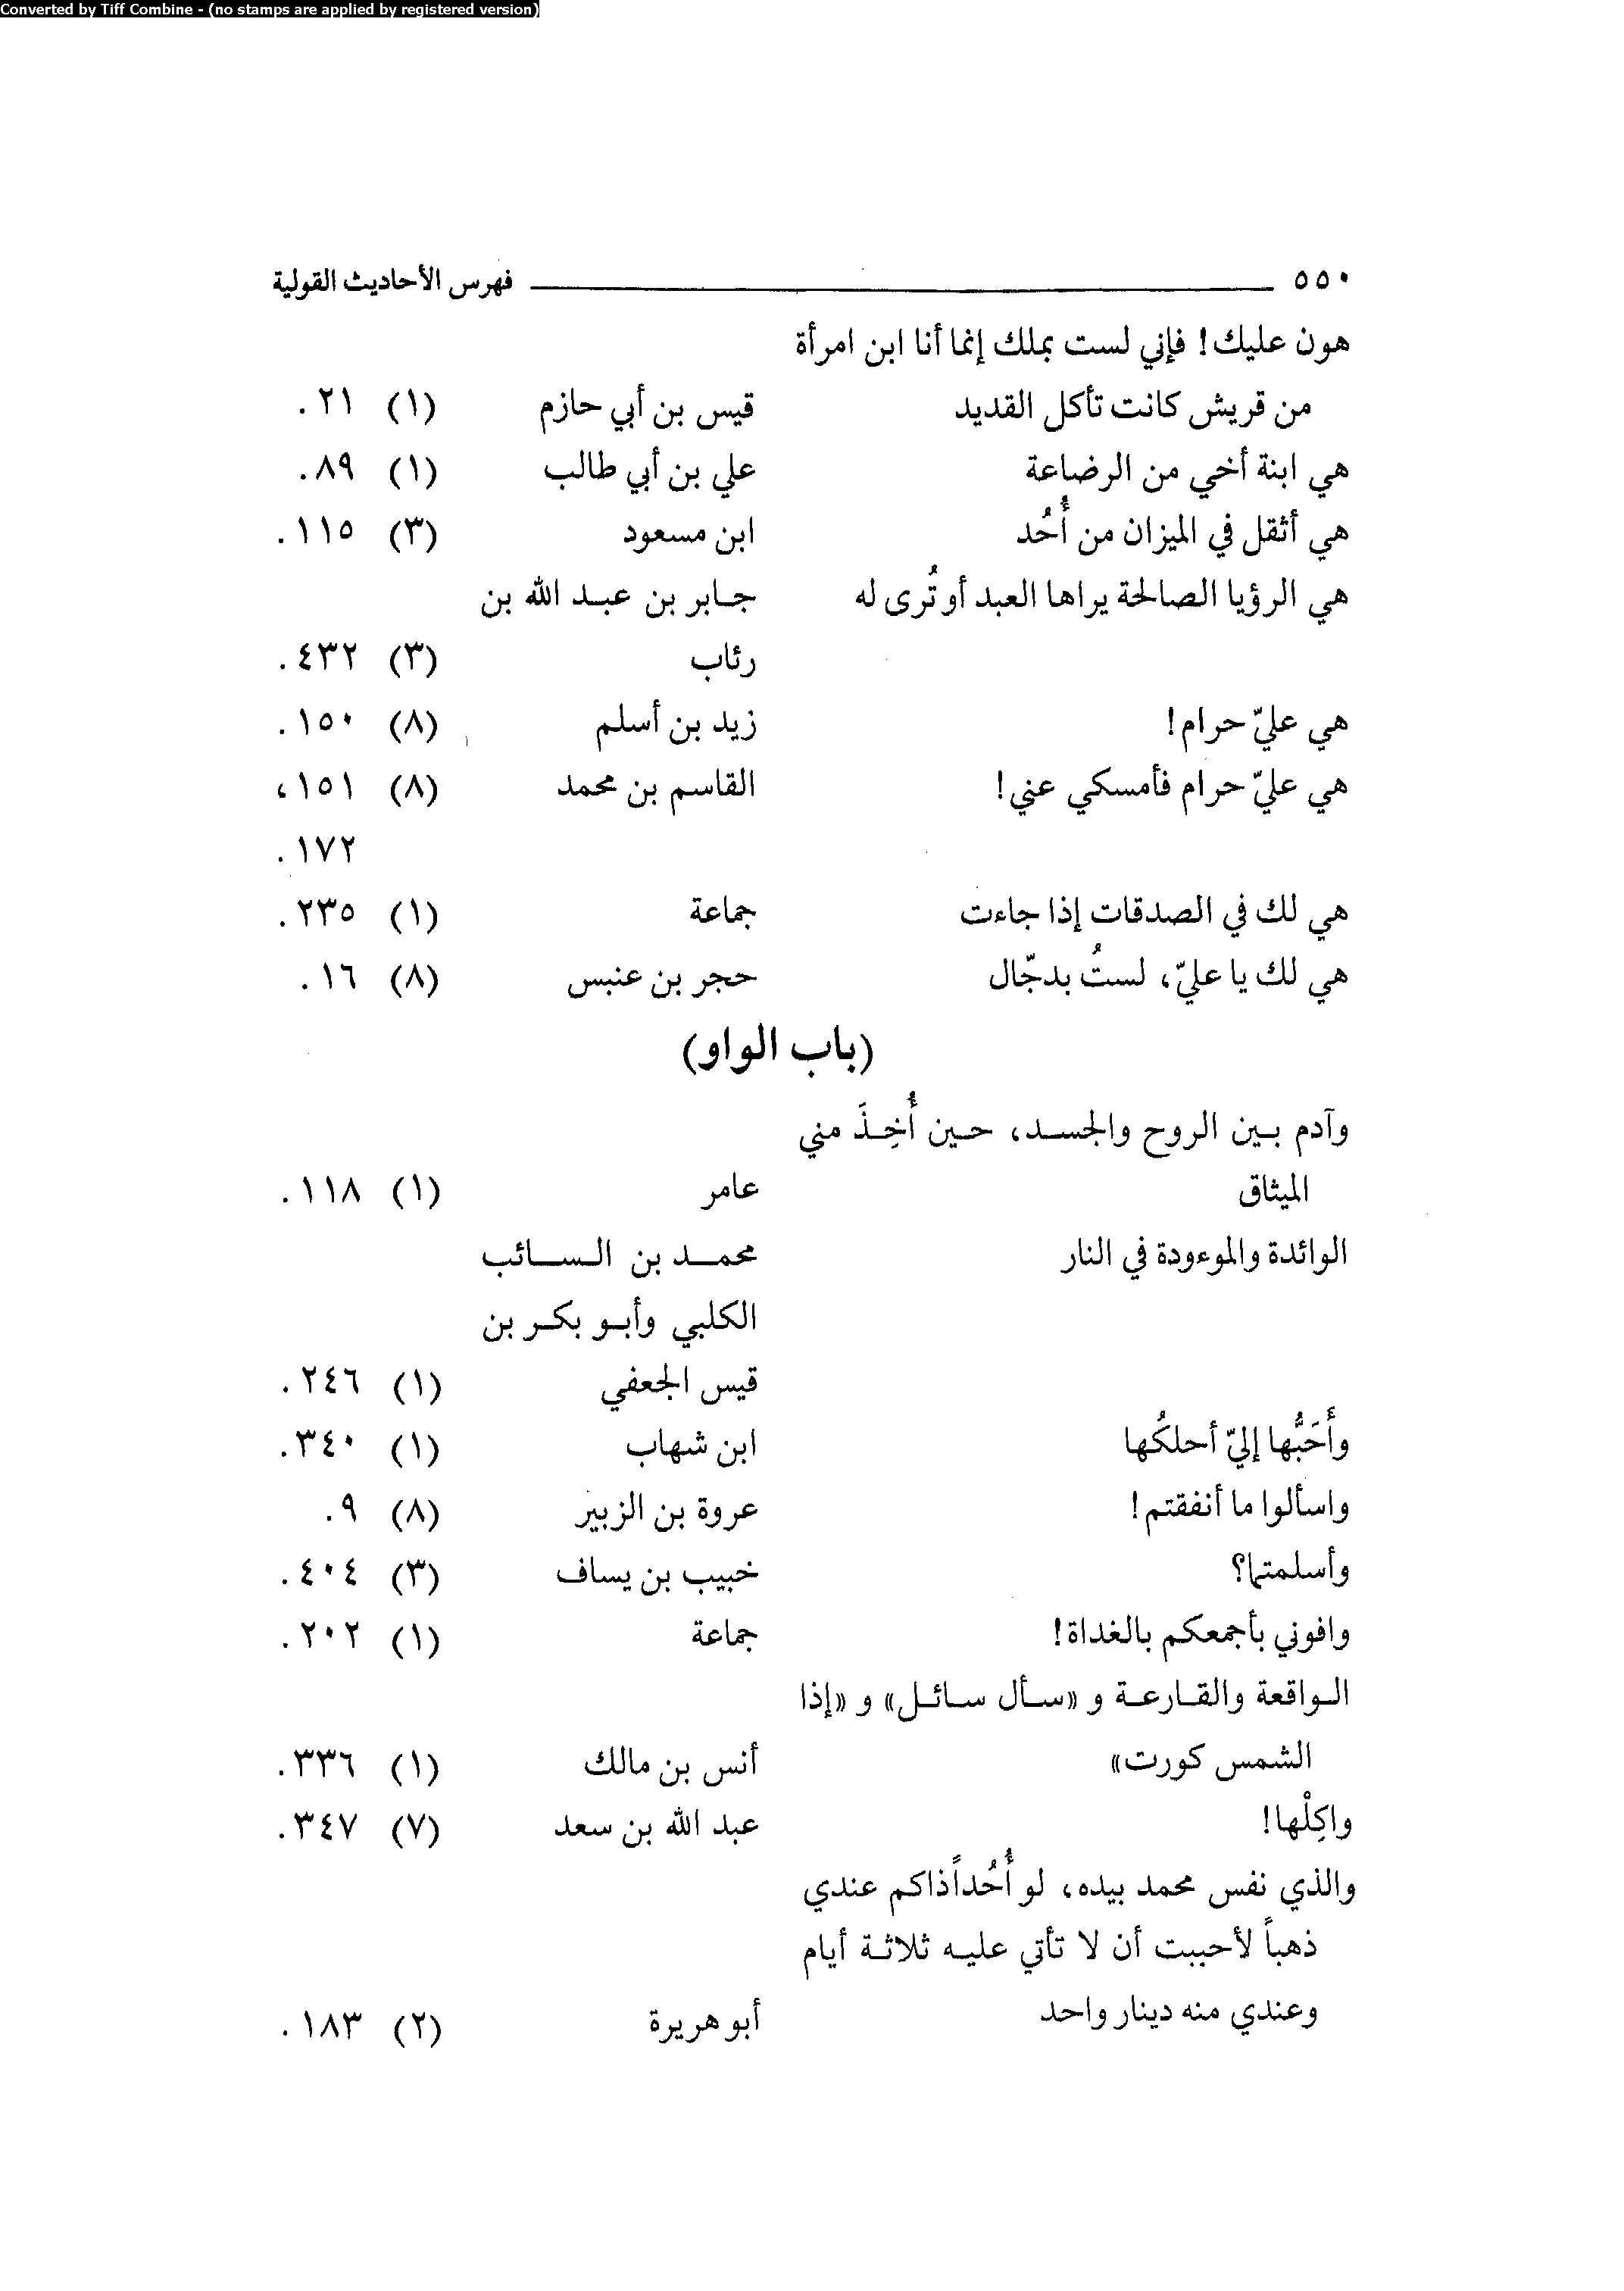 Converted by Tiff Combine - (no stamps are applied by registered version)
٥٥٠ فهرس الأحاديث القولية
هون عليك! فإني لست بملك إنما أنا ابن امرأة
من قريش كانت تأكل القديد قيس بن أبي حازم (١) ٢١.
هي ابنة أخي من الرضاعة علي بن أبي طالب (١) ٨٩.
هي أثقل في الميزان من أُحُد ابن مسعود (٣) ١١٥.
هي الرؤيا الصالحة يراها العبد أو تُرى له جابر بن عبد الله بن
رئاب (٣) ٤٣٢.
هي عليّ حرام! زيد بن أسلم (٨) ١٥٠.
هي عليّ حرام فأمسكي عني! القاسم بن محمد (٨) ١٥١،
١٧٢.
هي لك في الصدقات إذا جاءت جماعة (١) ٢٣٥.
هي لك يا عليّ، لستُ بدجّال حجر بن عنبس (٨) ١٦.
(باب الواو)
وآدم بين الروح والجسد، حين أُخِذَ مني
الميثاق عامر (١) ١١٨.
الوائدة والموءودة في النار محمد بن السائب
الكلبي وأبو بكر بن
قيس الجعفي (١) ٢٤٦.
وأَحَبُّها إليّ أحلكُها ابن شهاب (١) ٣٤٠.
واسألوا ما أنفقتم! عروة بن الزبير (٨) ٩.
وأسلمتما؟ خبيب بن يساف (٣) ٤٠٤.
وافوني بأجمعكم بالغداة! جماعة (١) ٢٠٢.
الواقعة والقارعة و «سأل سائل» و «إذا
الشمس كورت» أنس بن مالك (١) ٣٣٦.
واكِلْها! عبد الله بن سعد (٧) ٣٤٧.
والذي نفس محمد بيده، لو أُحُداً ذاكم عندي
ذهباً لأحببت أن لا تأتي عليه ثلاثة أيام
وعندي منه دينار واحد أبو هريرة (٢) ١٨٣.